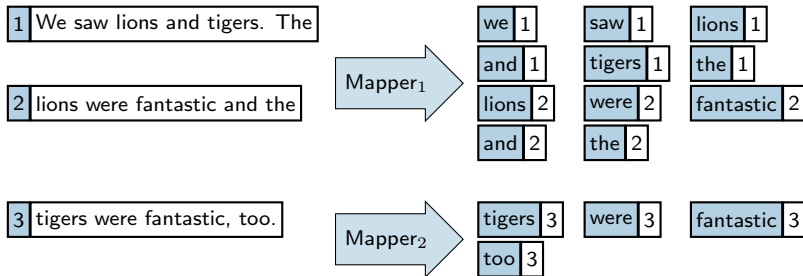 1 We saw lions and tigers. The
2 lions were fantastic and the
Mapper₁
we 1 saw 1 lions 1
and 1 tigers 1 the 1
lions 2 were 2 fantastic 2
and 2 the 2
3 tigers were fantastic, too.
Mapper₂
tigers 3 were 3 fantastic 3
too 3